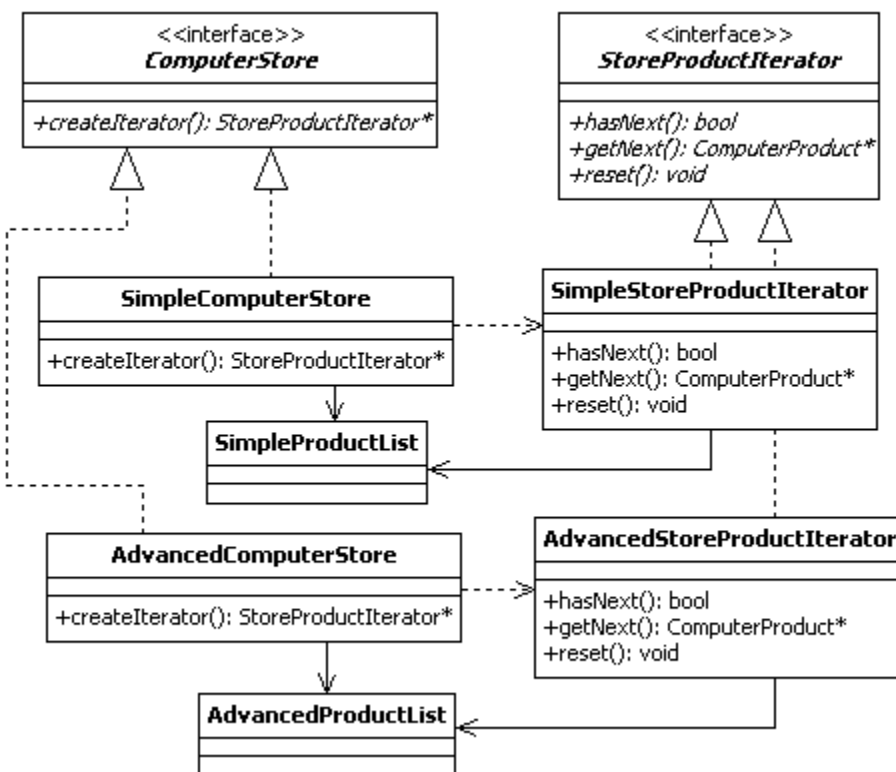 <<interface>>
ComputerStore
+createIterator(): StoreProductIterator*
<<interface>>
StoreProductIterator
+hasNext(): bool
+getNext(): ComputerProduct*
+reset(): void
SimpleComputerStore
+createIterator(): StoreProductIterator*
SimpleStoreProductIterator
+hasNext(): bool
+getNext(): ComputerProduct*
+reset(): void
SimpleProductList
AdvancedComputerStore
+createIterator(): StoreProductIterator*
AdvancedStoreProductIterator
+hasNext(): bool
+getNext(): ComputerProduct*
+reset(): void
AdvancedProductList